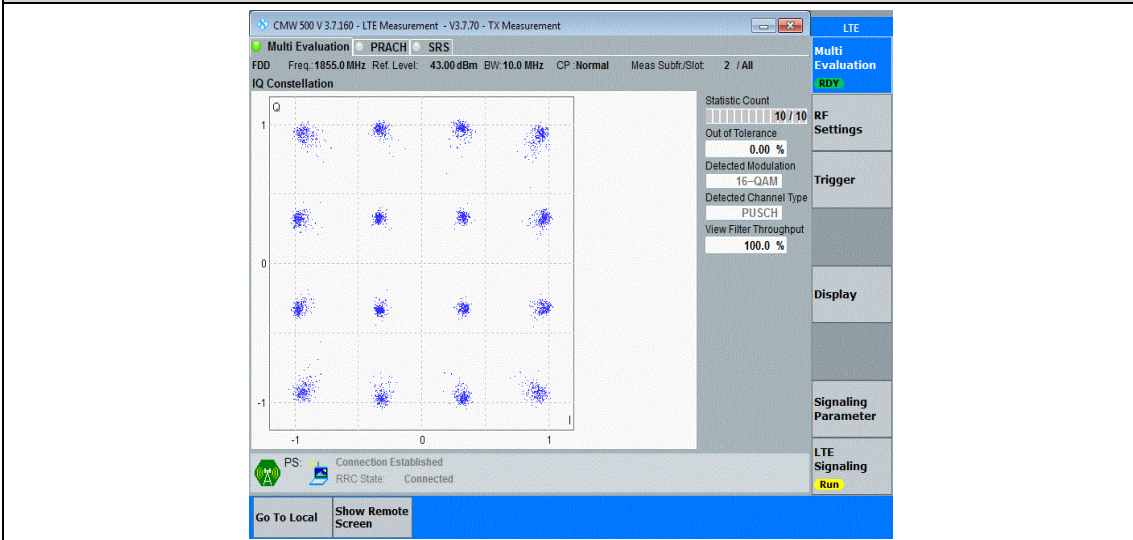 CMW 500 V 3.7.160 - LTE Measurement - V3.7.70 - TX Measurement
LTE
Multi Evaluation PRACH SRS
Multi
Evaluation
RDY
FDD Freq.:1855.0 MHz Ref. Level: 43.00 dBm BW:10.0 MHz CP :Normal Meas Subfr./Slot: 2 / All
IQ Constellation
Q
1
0
-1
-1 0 1
I
Statistic Count
10 / 10
Out of Tolerance
0.00 %
Detected Modulation
16-QAM
Detected Channel Type
PUSCH
View Filter Throughput
100.0 %
RF
Settings
Trigger
Display
Signaling
Parameter
LTE
Signaling
Run
PS: Connection Established
RRC State: Connected
Go To Local
Show Remote
Screen